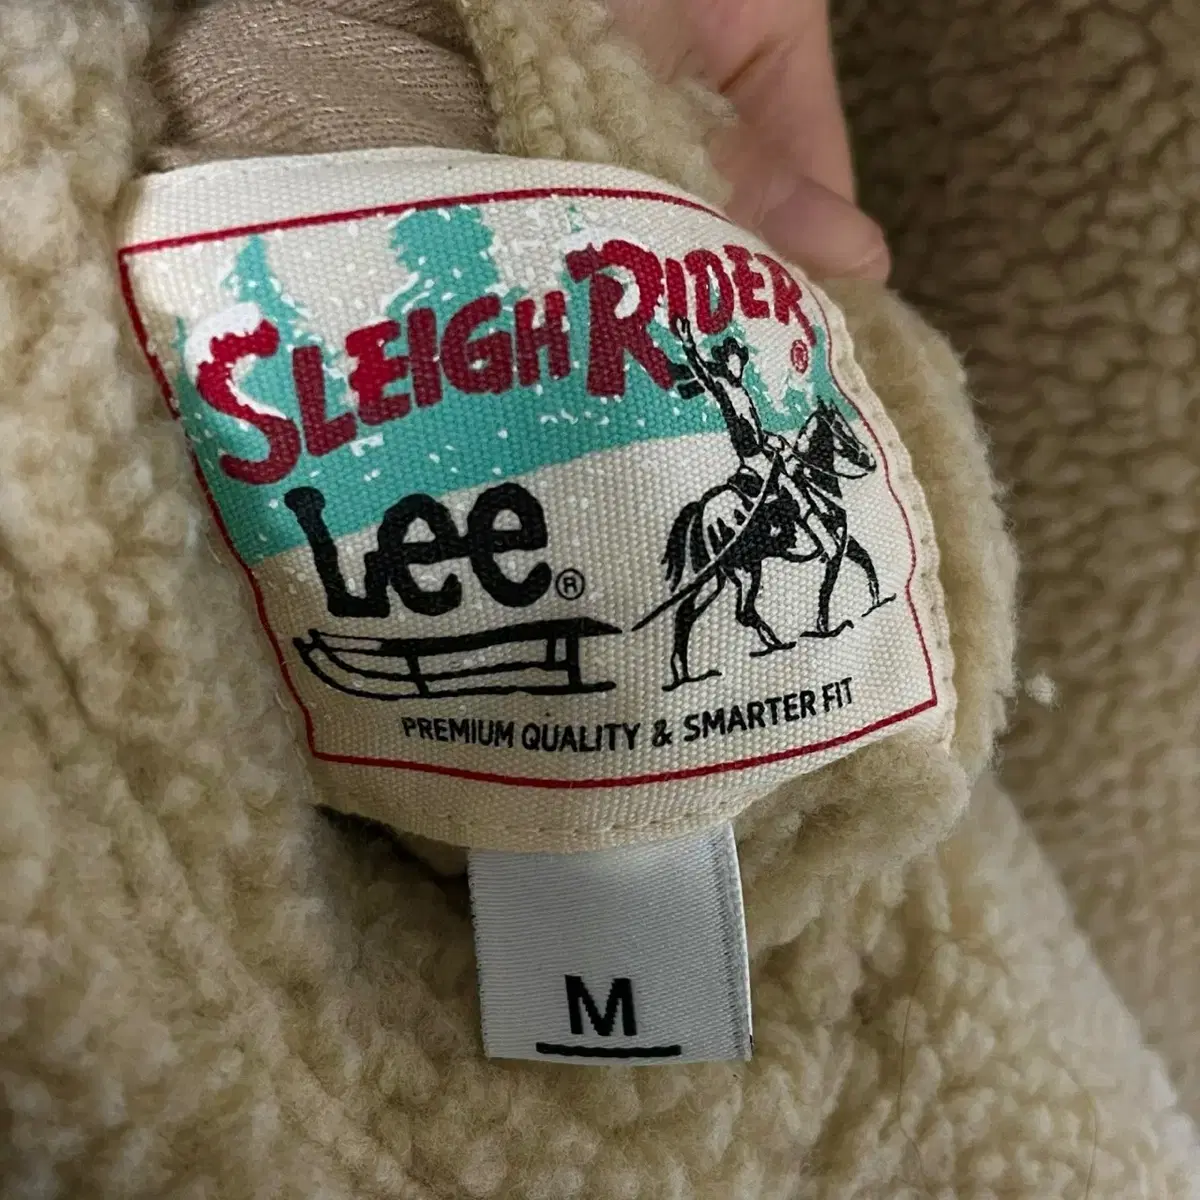 SLEIGH RIDER®
Lee®
PREMIUM QUALITY & SMARTER FIT
M